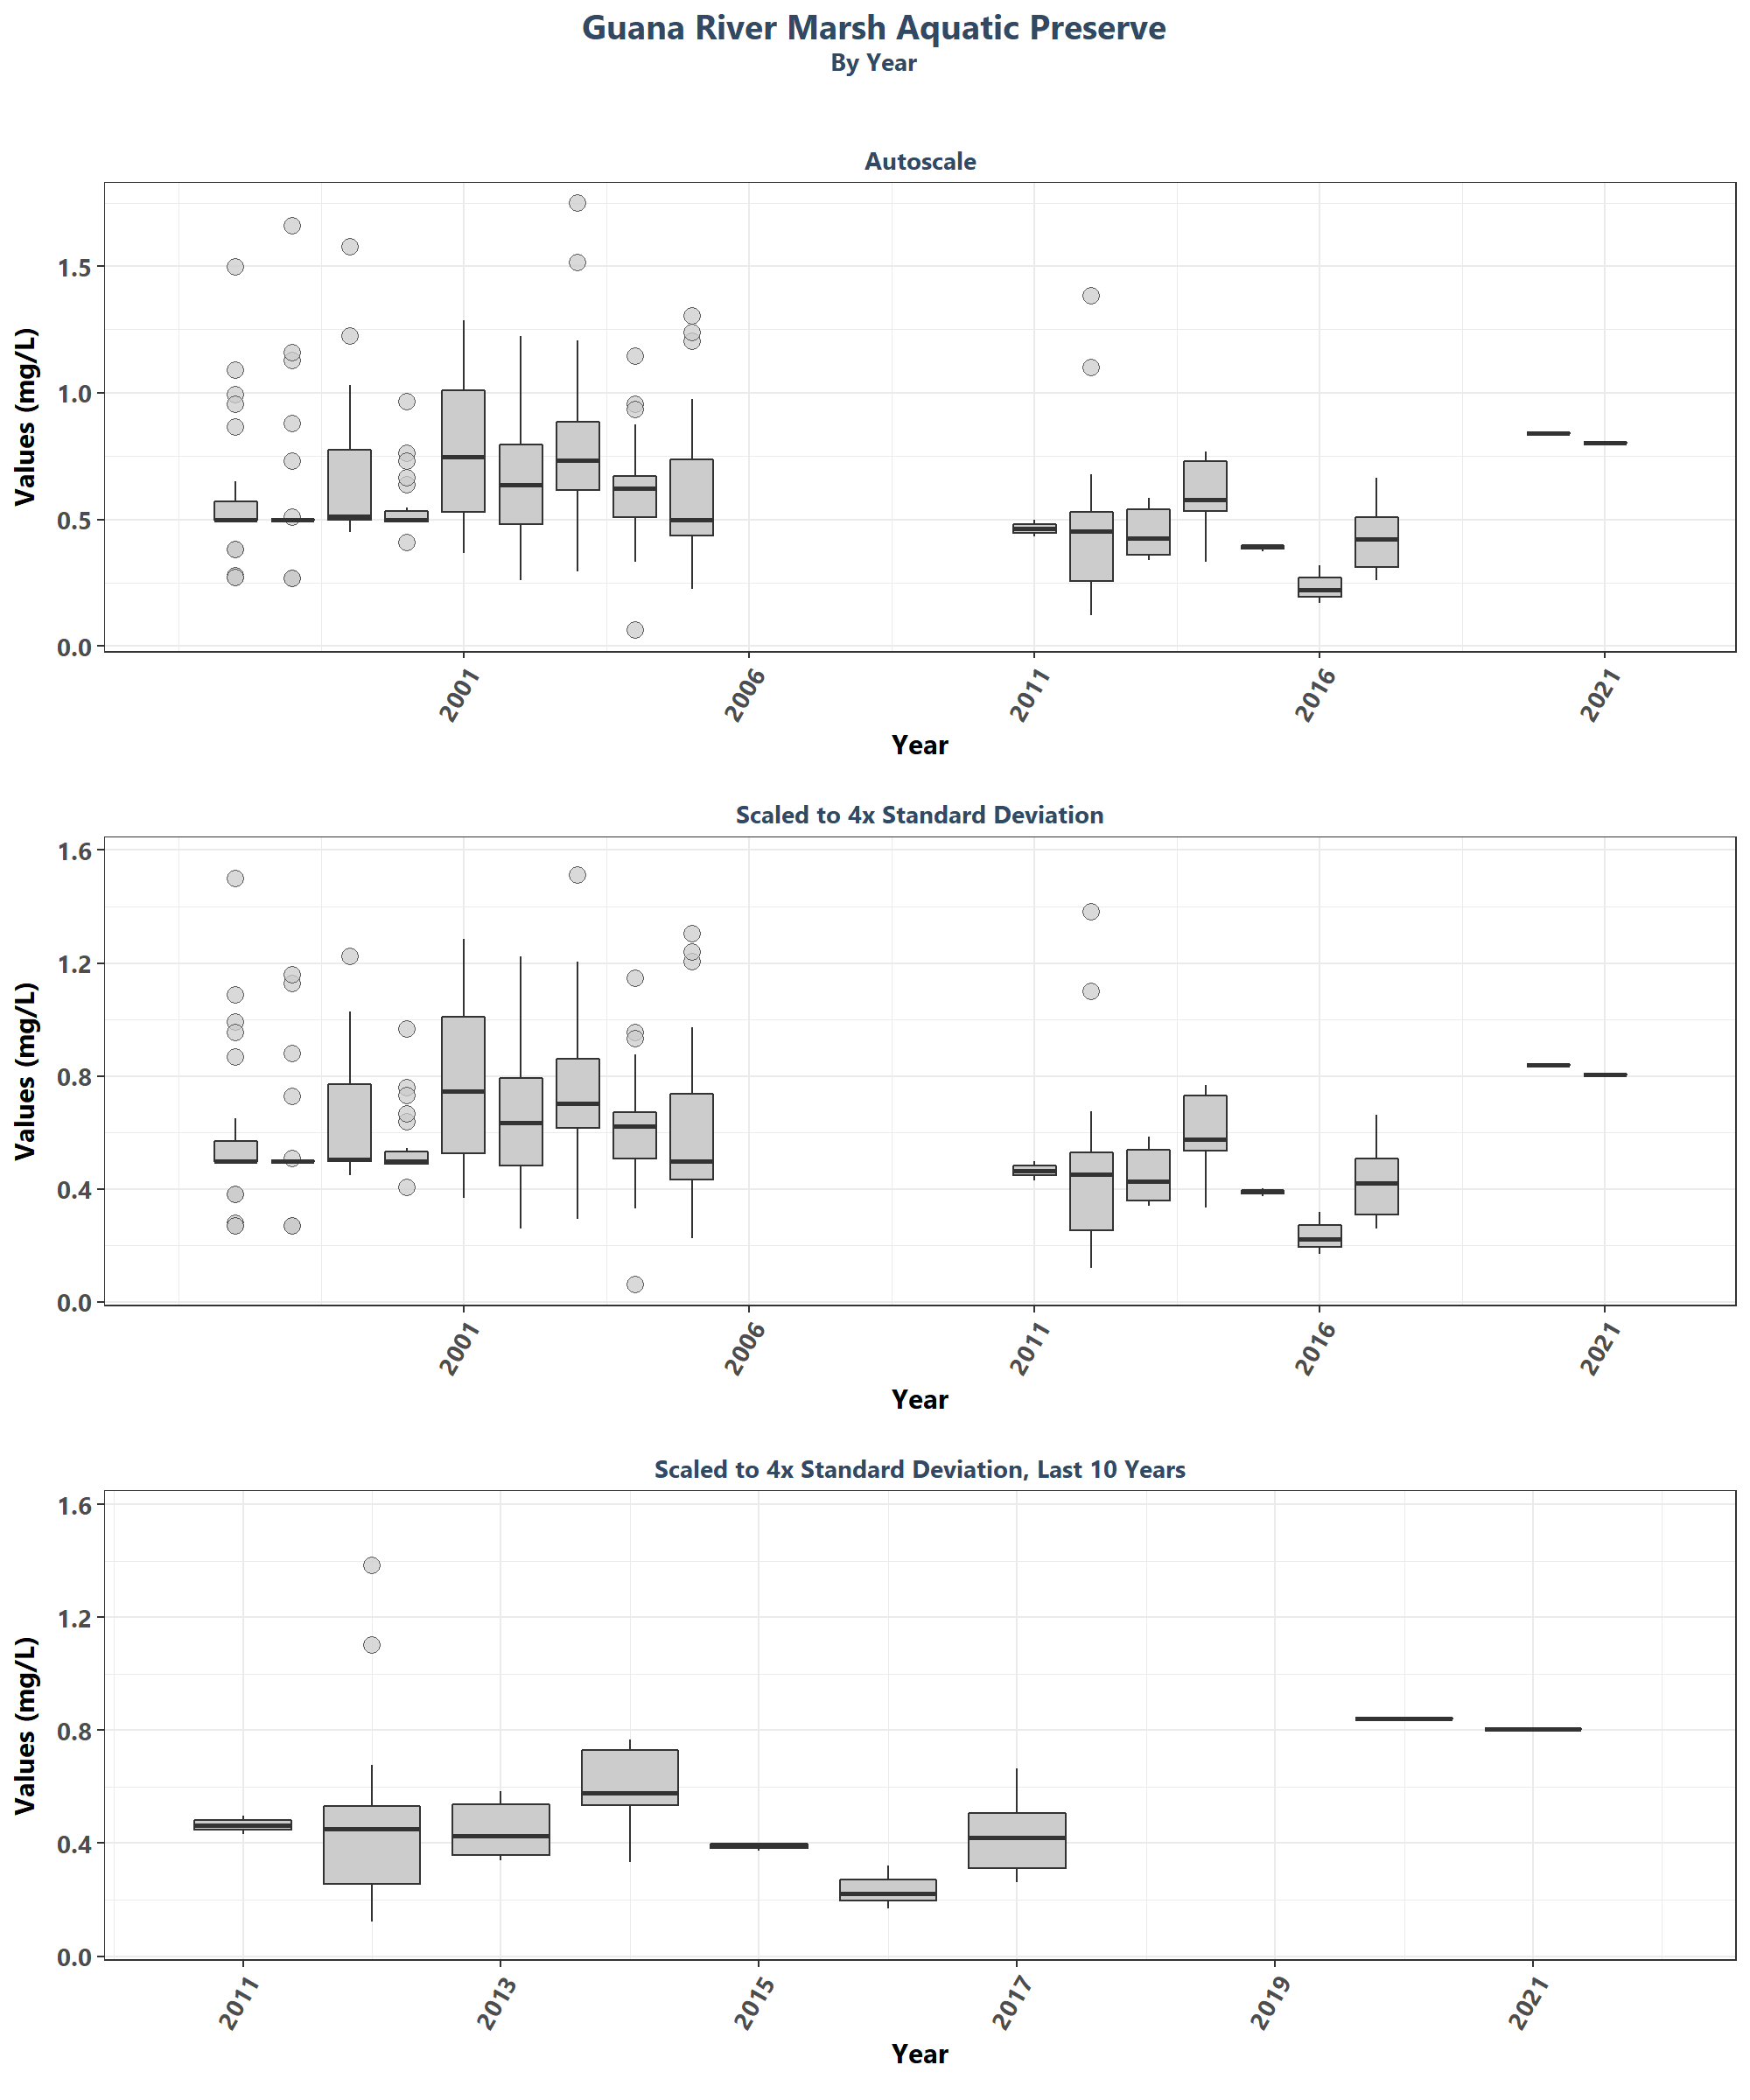 Guana River Marsh Aquatic Preserve
By Year
Autoscale
Values (mg/L)
1.5
1.0
0.5
0.0
2001 2006 2011 2016 2021
Year
Scaled to 4x Standard Deviation
Values (mg/L)
1.6
1.2
0.8
0.4
0.0
2001 2006 2011 2016 2021
Year
Scaled to 4x Standard Deviation, Last 10 Years
Values (mg/L)
1.6
1.2
0.8
0.4
0.0
2011 2013 2015 2017 2019 2021
Year